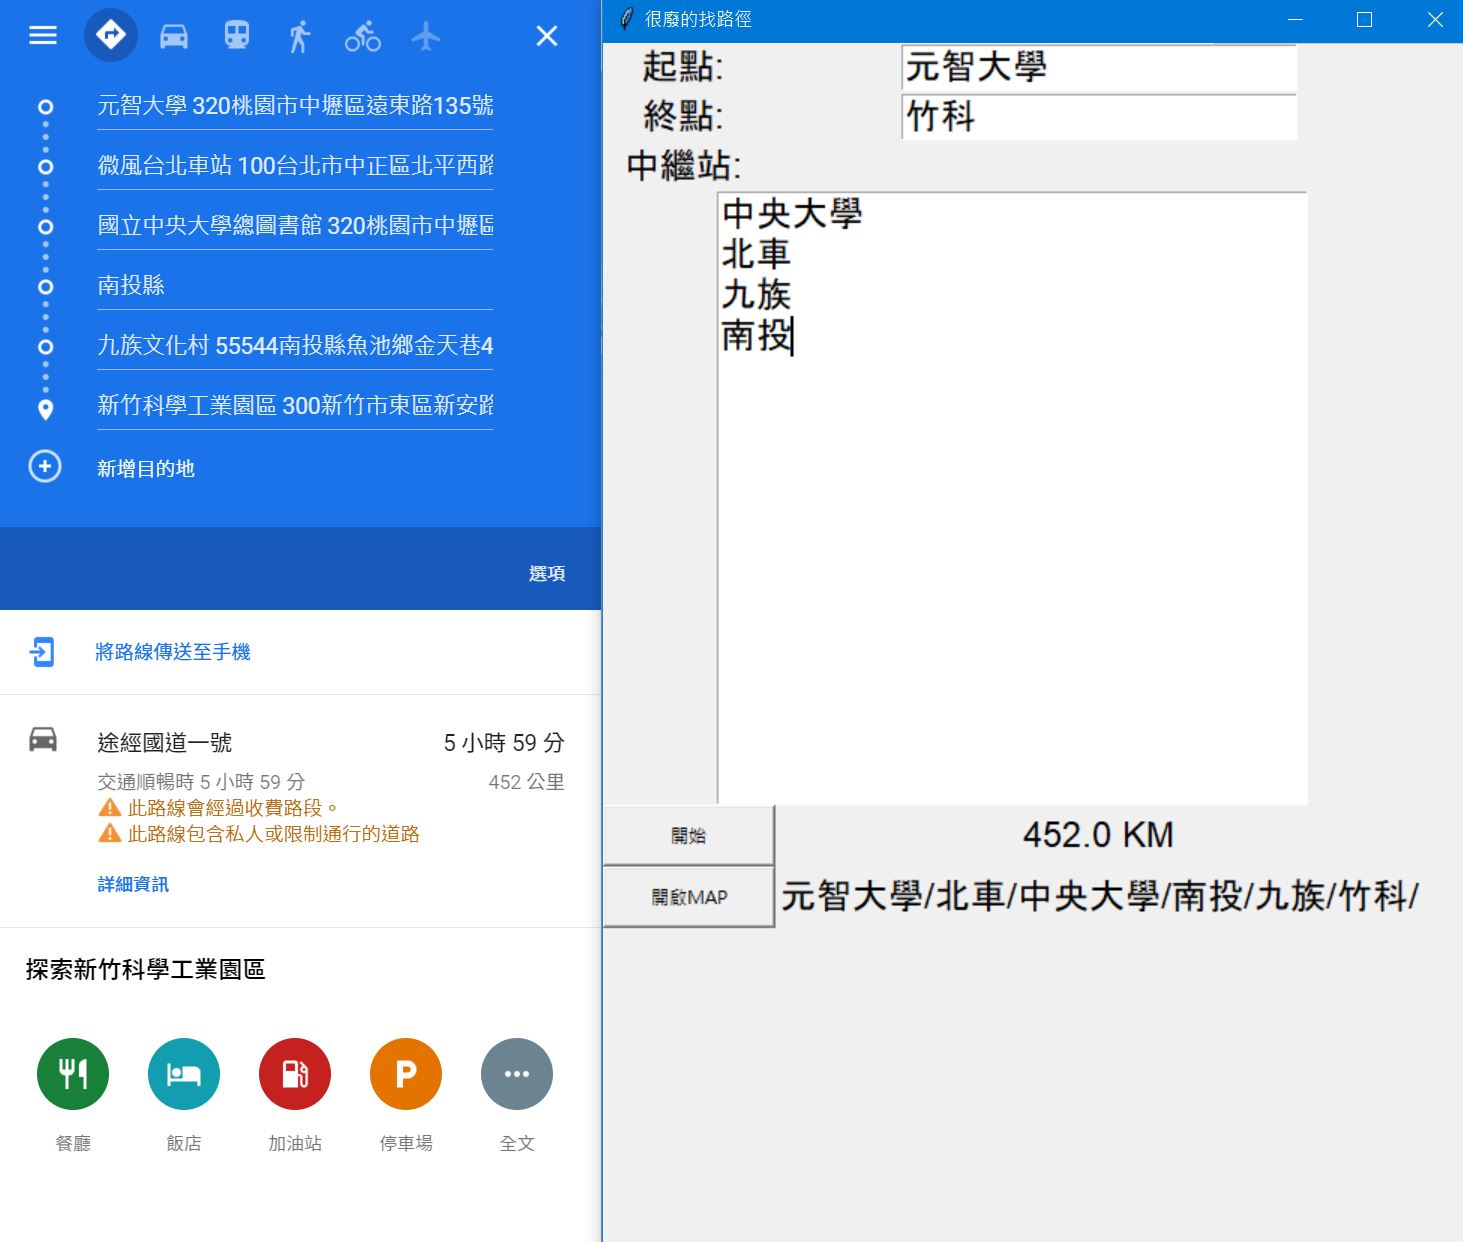 元智大學 320桃園市中壢區遠東路135號
微風台北車站 100台北市中正區北平西路
國立中央大學總圖書館 320桃園市中壢區
南投縣
九族文化村 55544南投縣魚池鄉金天巷4
新竹科學工業園區 300新竹市東區新安路
新增目的地
選項
將路線傳送至手機
途經國道一號
5 小時 59 分
交通順暢時 5 小時 59 分
452 公里
此路線會經過收費路段。
此路線包含私人或限制通行的道路
詳細資訊
探索新竹科學工業園區
P
餐廳
飯店
加油站
停車場
全文
很廢的找路徑
起點:
元智大學
終點:
竹科
中繼站:
中央大學
北車
九族
南投
開始
452.0 KM
開啟MAP
元智大學/北車/中央大學/南投/九族/竹科/